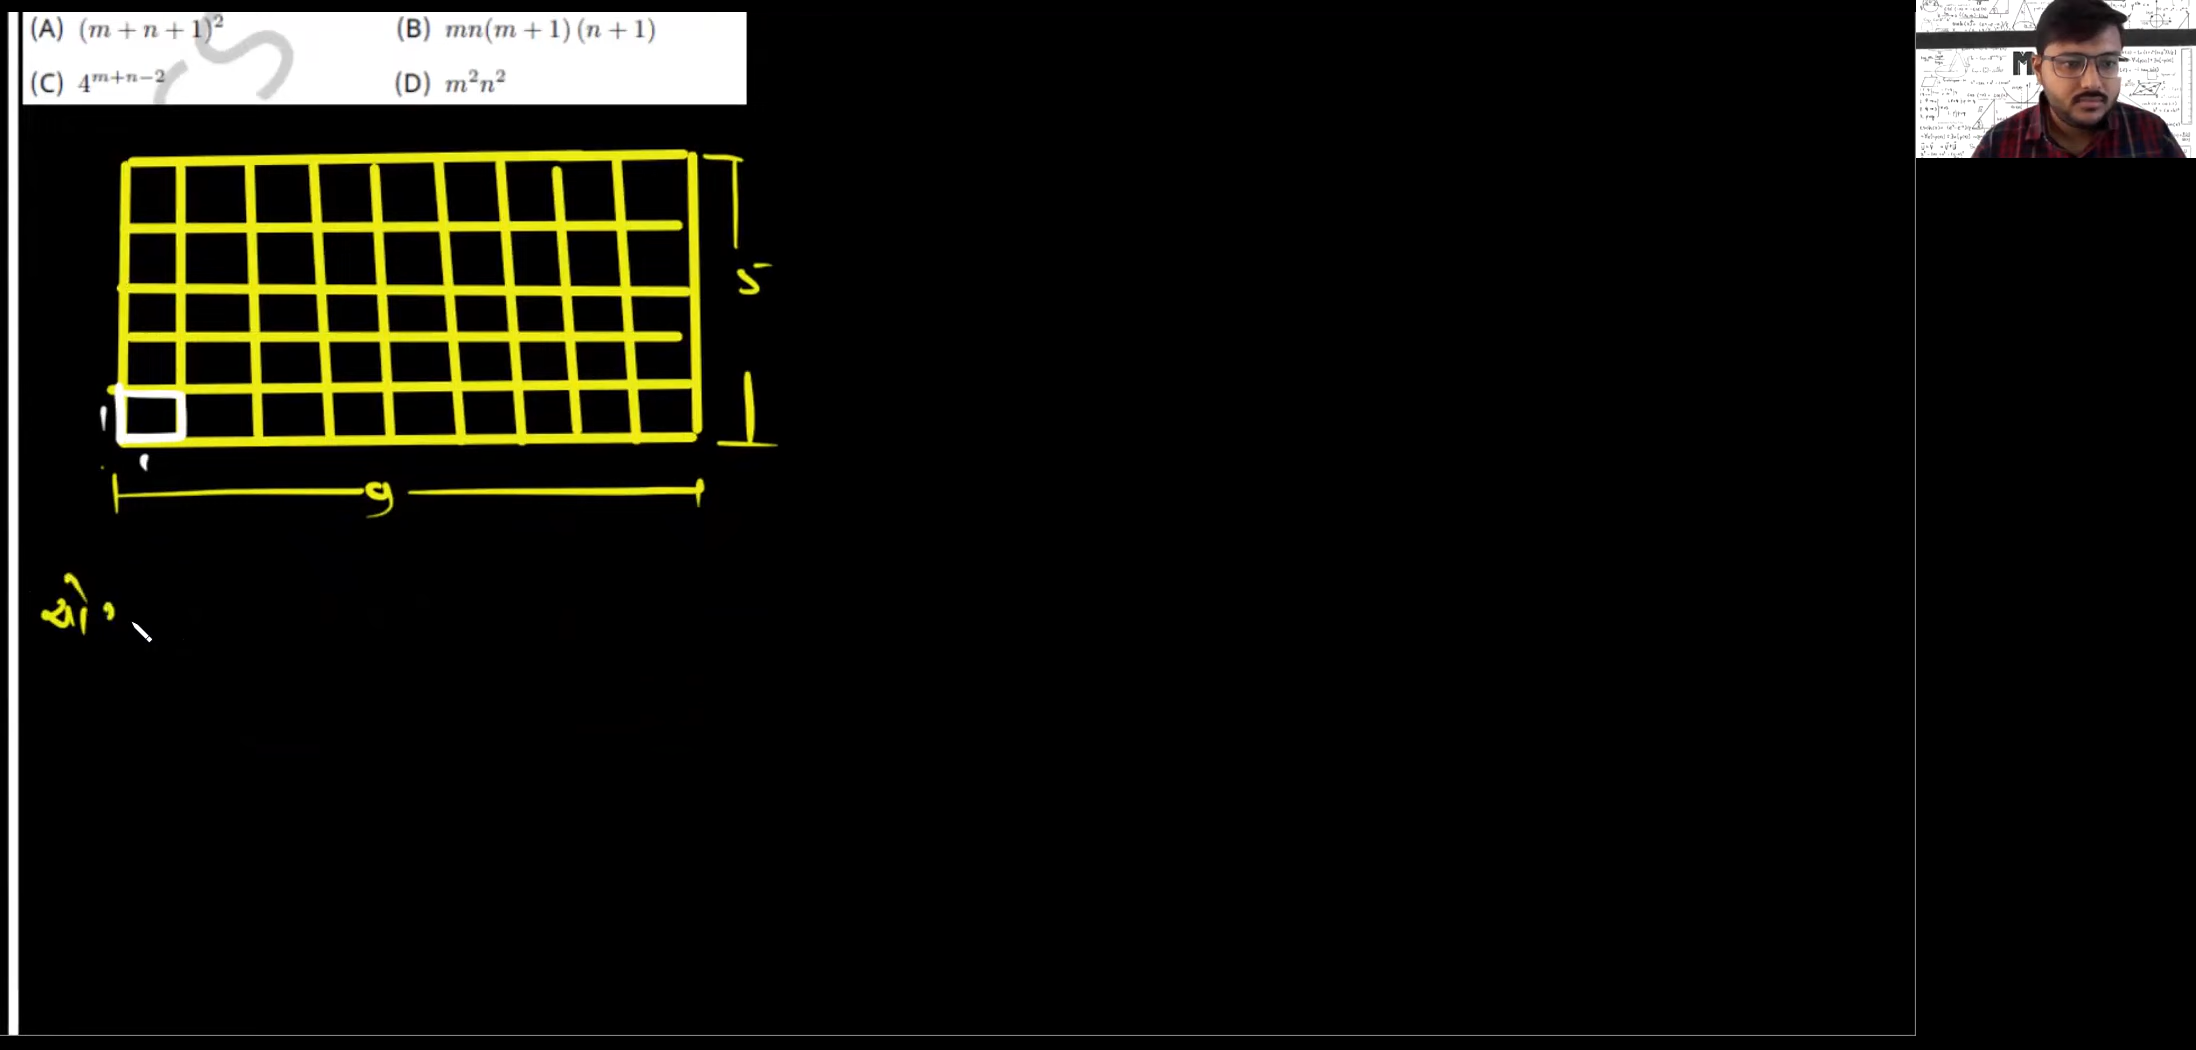 (A) (m + n + 1)² (B) mn(m + 1)(n + 1)
(C) 4^{m+n−2} (D) m²n²
5
1
1
9